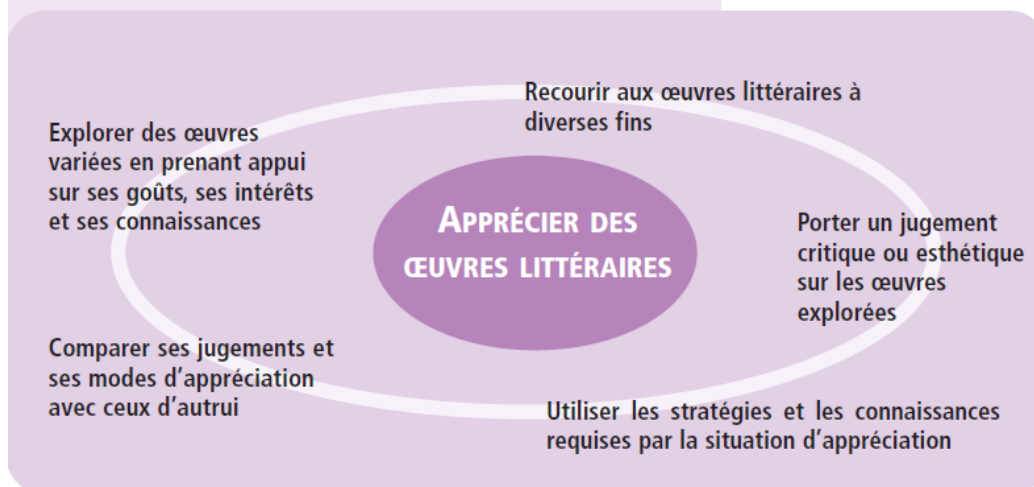 Recourir aux œuvres littéraires à
diverses fins
Explorer des œuvres
variées en prenant appui
sur ses goûts, ses intérêts
et ses connaissances
APPRÉCIER DES
ŒUVRES LITTÉRAIRES
Porter un jugement
critique ou esthétique
sur les œuvres
explorées
Comparer ses jugements et
ses modes d’appréciation
avec ceux d’autrui
Utiliser les stratégies et les connaissances
requises par la situation d’appréciation